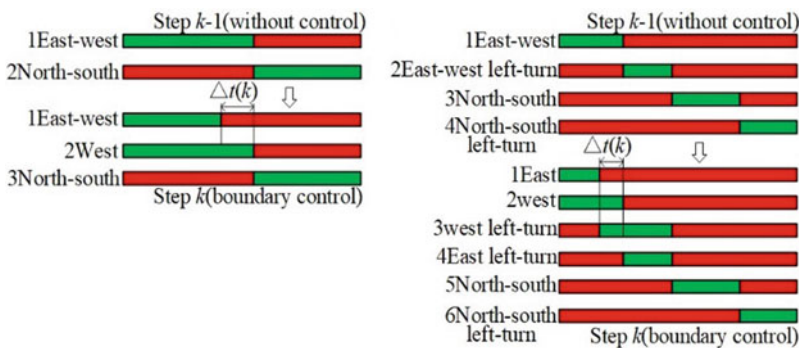 Step k-1(without control)
1East-west
2North-south
△t(k)
1East-west
2West
3North-south
Step k(boundary control)
Step k-1(without control)
1East-west
2East-west left-turn
3North-south
4North-south
left-turn
△t(k)
1East
2west
3west left-turn
4East left-turn
5North-south
6North-south
left-turn
Step k(boundary control)